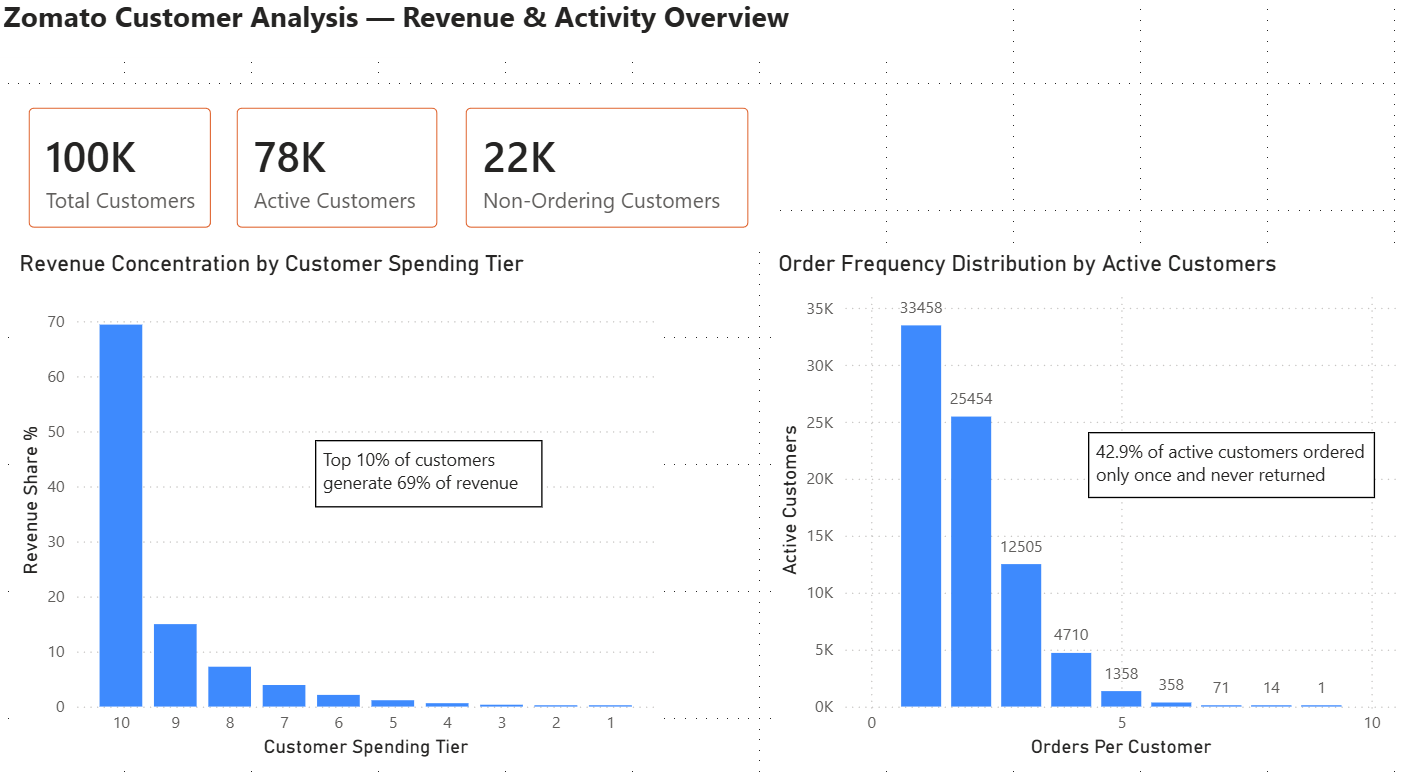 Zomato Customer Analysis — Revenue & Activity Overview
100K
Total Customers
78K
Active Customers
22K
Non-Ordering Customers
Revenue Concentration by Customer Spending Tier
70
60
50
40
30
20
10
0
Revenue Share %
Top 10% of customers
generate 69% of revenue
10 9 8 7 6 5 4 3 2 1
Customer Spending Tier
Order Frequency Distribution by Active Customers
35K
30K
25K
20K
15K
10K
5K
0K
Active Customers
33458
25454
12505
4710
1358
358
71
14
1
42.9% of active customers ordered
only once and never returned
0 5 10
Orders Per Customer